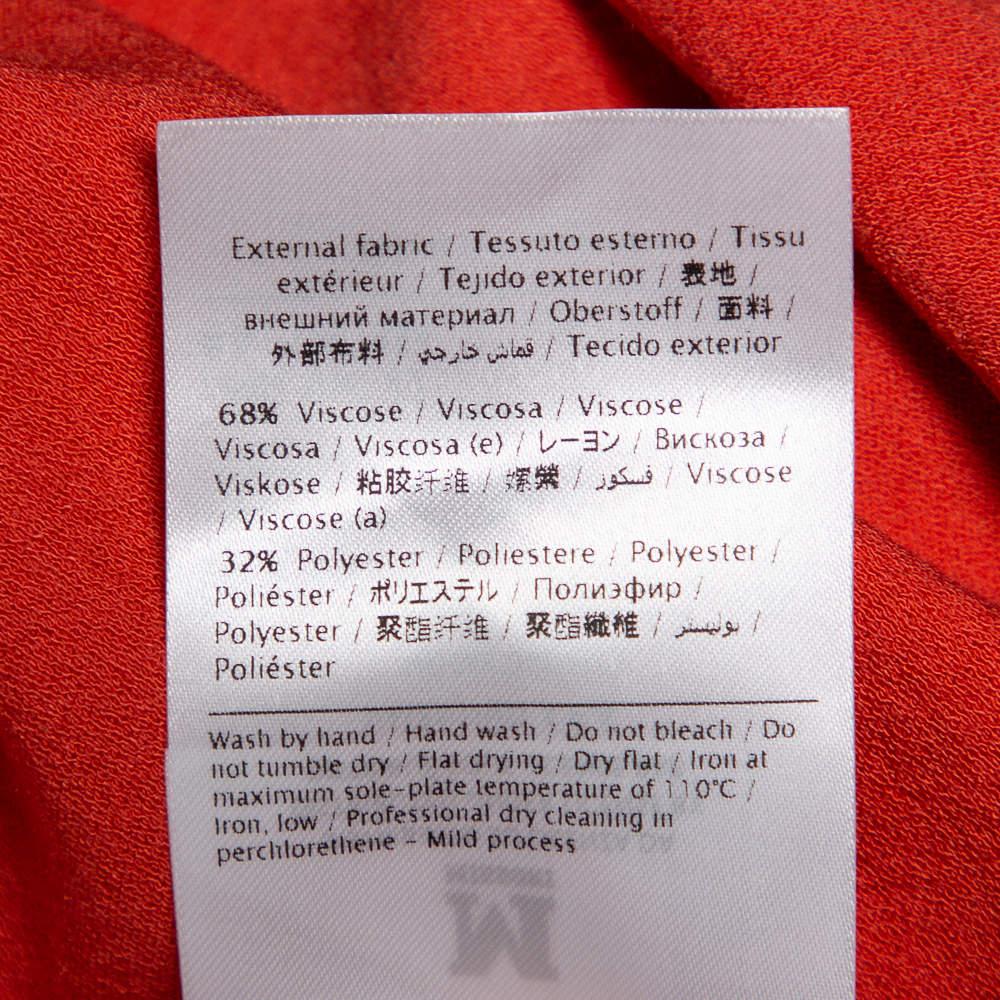 External fabric / Tessuto esterno / Tissu
extérieur / Tejido exterior / 表地 /
внешний материал / Oberstoff / 面料 /
外部布料 / قماش خارجي / Tecido exterior
68% Viscose / Viscosa / Viscose /
Viscosa / Viscosa (e) / レーヨン / Вискоза /
Viskose / 粘胶纤维 / 螺縈 / فسكوز / Viscose
/ Viscose (a)
32% Polyester / Poliestere / Polyester /
Poliéster / ポリエステル / Полиэфир /
Polyester / 聚酯纤维 / 聚酯纖維 / بوليستر /
Poliéster
Wash by hand / Hand wash / Do not bleach / Do
not tumble dry / Flat drying / Dry flat / Iron at
maximum sole-plate temperature of 110°C /
Iron, low / Professional dry cleaning in
perchlorethene - Mild process
M